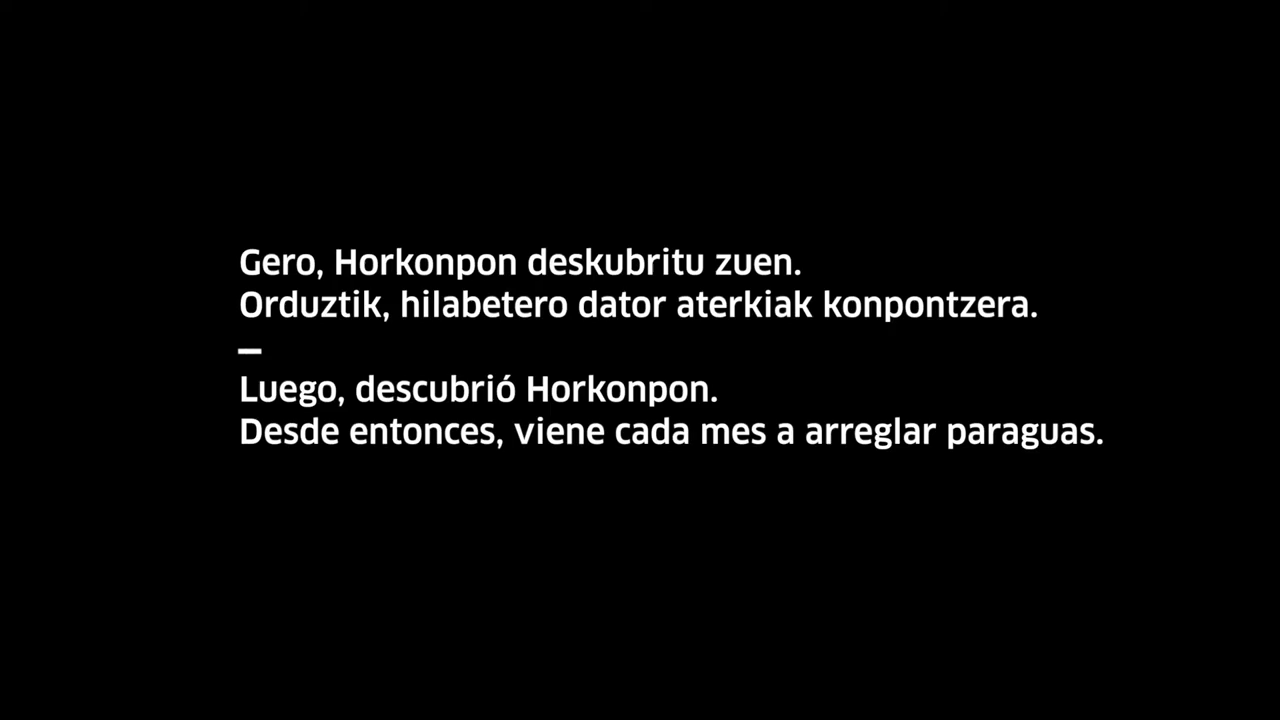 Gero, Horkonpon deskubritu zuen.
Orduztik, hilabetero dator aterkiak konpontzera.
–
Luego, descubrió Horkonpon.
Desde entonces, viene cada mes a arreglar paraguas.